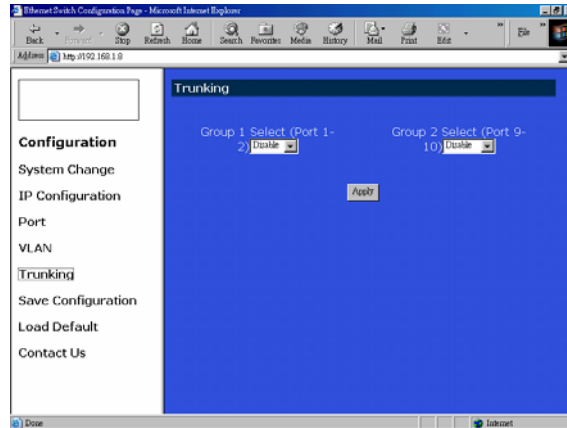 Ethernet Switch Configuration Page - Microsoft Internet Explorer
Back Forward Stop Refresh Home Search Favorites Media History Mail Print Edit
Address http://192.168.1.8
Trunking
Group 1 Select (Port 1-
2) Disable
Group 2 Select (Port 9-
10) Disable
Apply
Configuration
System Change
IP Configuration
Port
VLAN
Trunking
Save Configuration
Load Default
Contact Us
Done
Internet